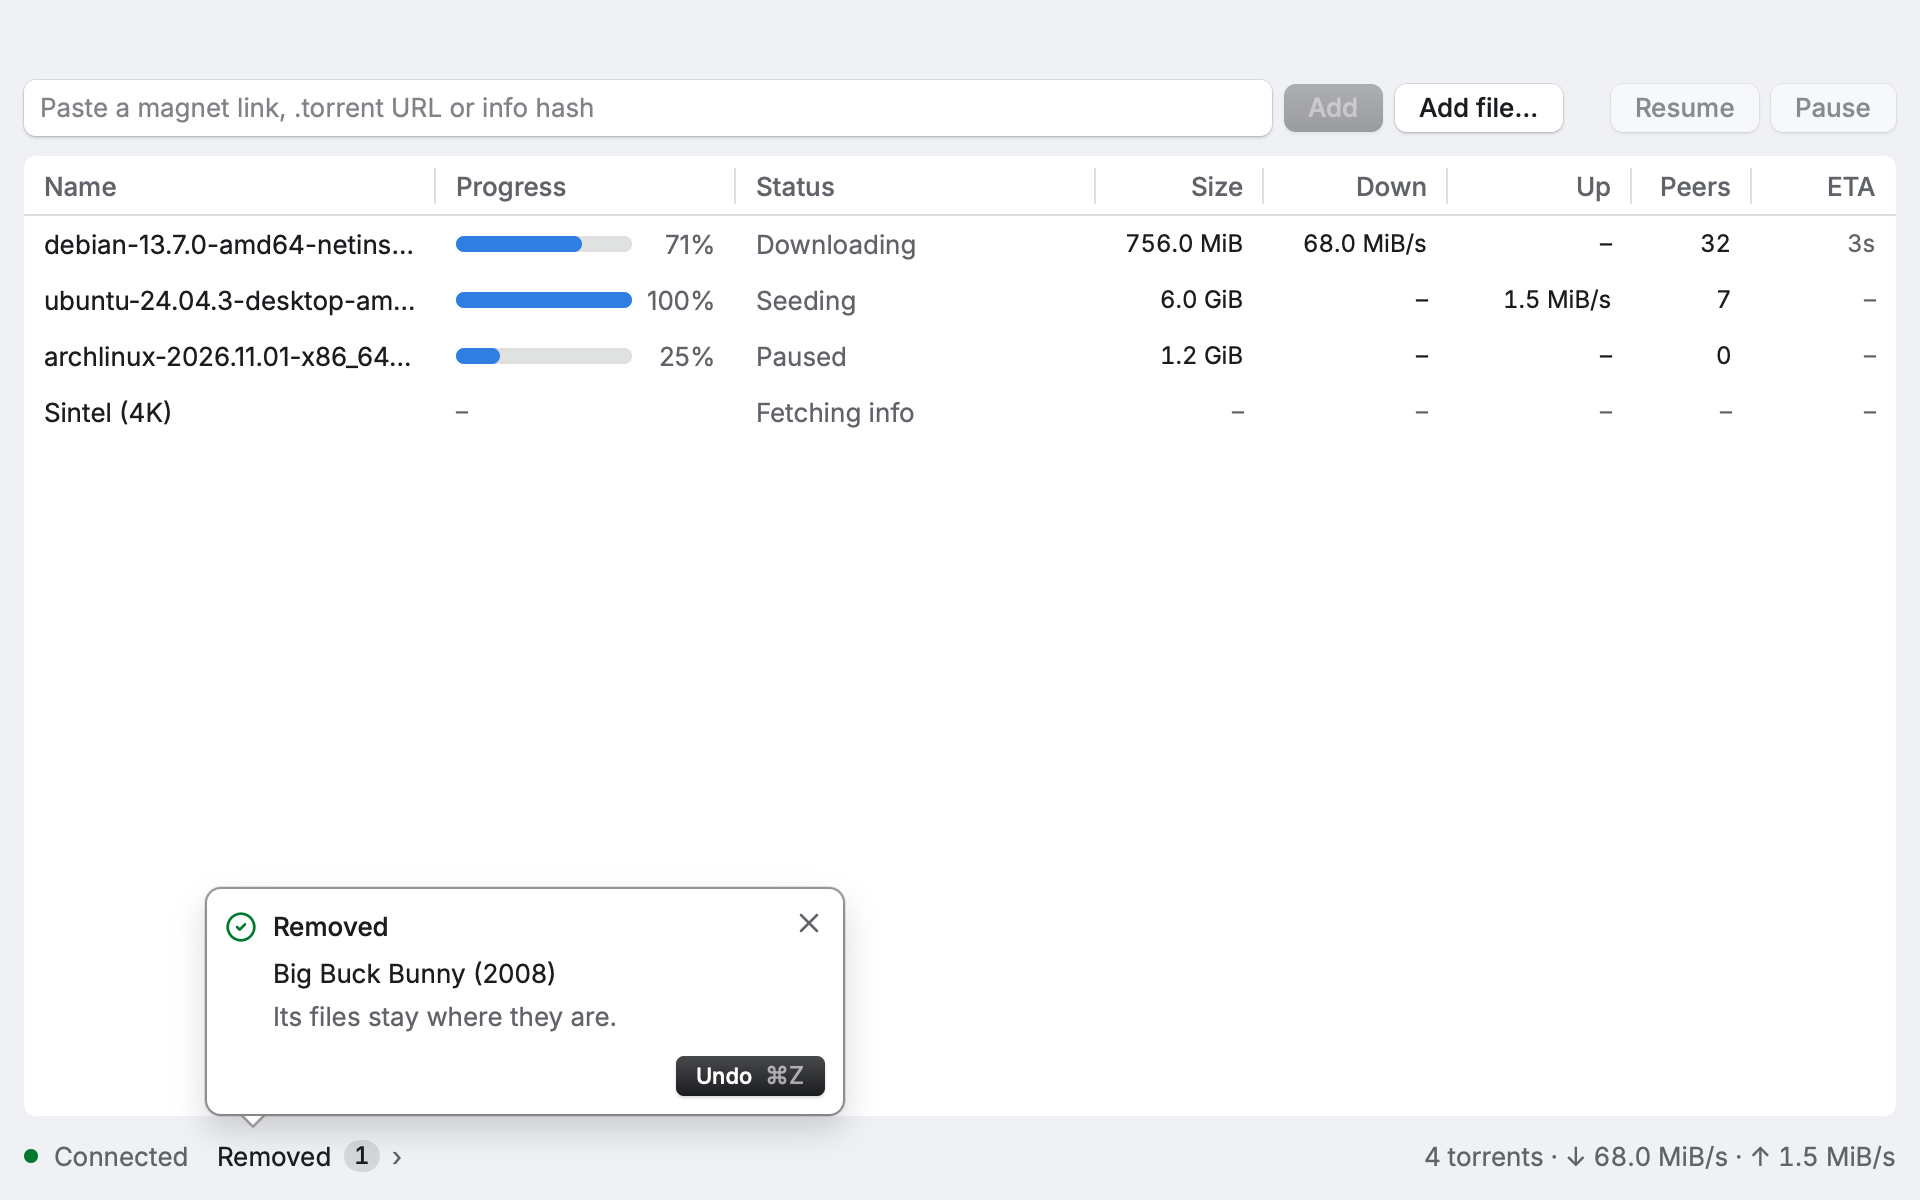 Paste a magnet link, .torrent URL or info hash Add Add file... Resume Pause
Name Progress Status Size Down Up Peers ETA
debian-13.7.0-amd64-netins... 71% Downloading 756.0 MiB 68.0 MiB/s – 32 3s
ubuntu-24.04.3-desktop-am... 100% Seeding 6.0 GiB – 1.5 MiB/s 7 –
archlinux-2026.11.01-x86_64... 25% Paused 1.2 GiB – – 0 –
Sintel (4K) – Fetching info – – – – –
Removed
Big Buck Bunny (2008)
Its files stay where they are.
Undo ⌘Z
Connected Removed 1 › 4 torrents · ↓ 68.0 MiB/s · ↑ 1.5 MiB/s